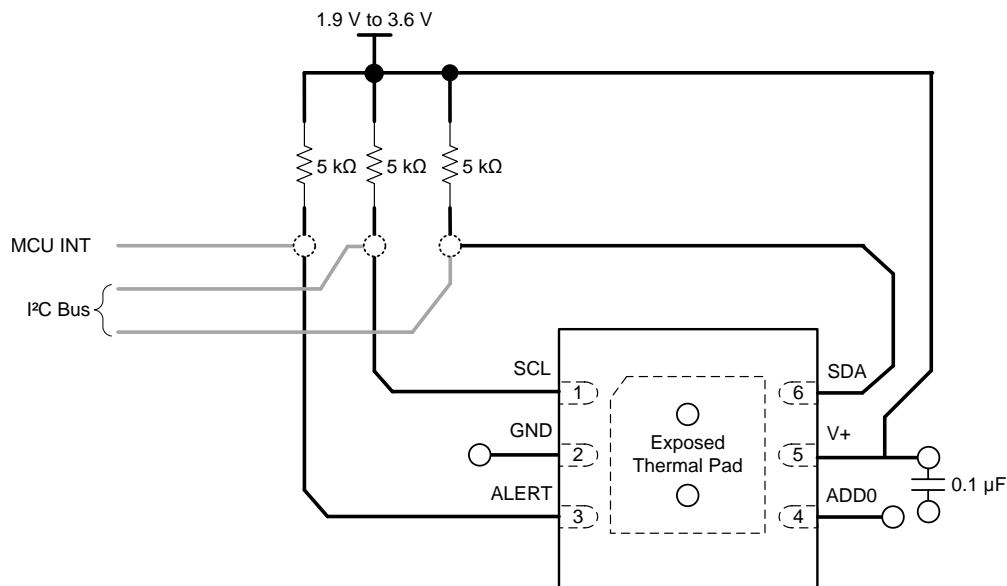 1.9 V to 3.6 V
5 kΩ
5 kΩ
5 kΩ
MCU INT
I²C Bus
SCL
SDA
1
6
GND
V+
2
5
Exposed
Thermal Pad
0.1 µF
ALERT
ADD0
3
4